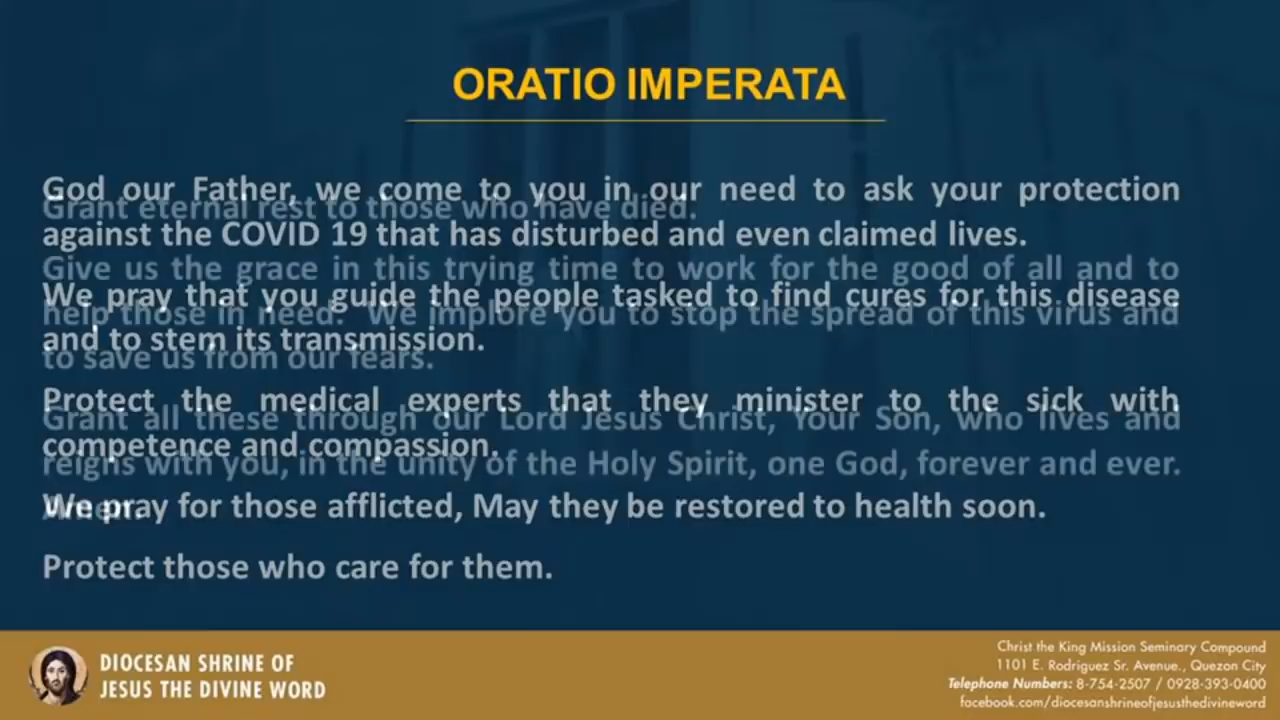 ORATIO IMPERATA
God our Father, we come to you in our need to ask your protection
against the COVID 19 that has disturbed and even claimed lives.
We pray that you guide the people tasked to find cures for this disease
and to stem its transmission.
Protect the medical experts that they minister to the sick with
competence and compassion.
We pray for those afflicted, May they be restored to health soon.
Protect those who care for them.
Grant eternal rest to those who have died.
Give us the grace in this trying time to work for the good of all and to
help those in need. We implore you to stop the spread of this virus and
to save us from our fears.
Grant all these through our Lord Jesus Christ, Your Son, who lives and
reigns with you, in the unity of the Holy Spirit, one God, forever and ever.
Amen.
DIOCESAN SHRINE OF
JESUS THE DIVINE WORD
Christ the King Mission Seminary Compound
1101 E. Rodriguez Sr. Avenue., Quezon City
Telephone Numbers: 8-754-2507 / 0928-393-0400
facebook.com/diocesanshrineofjesusthedivineword